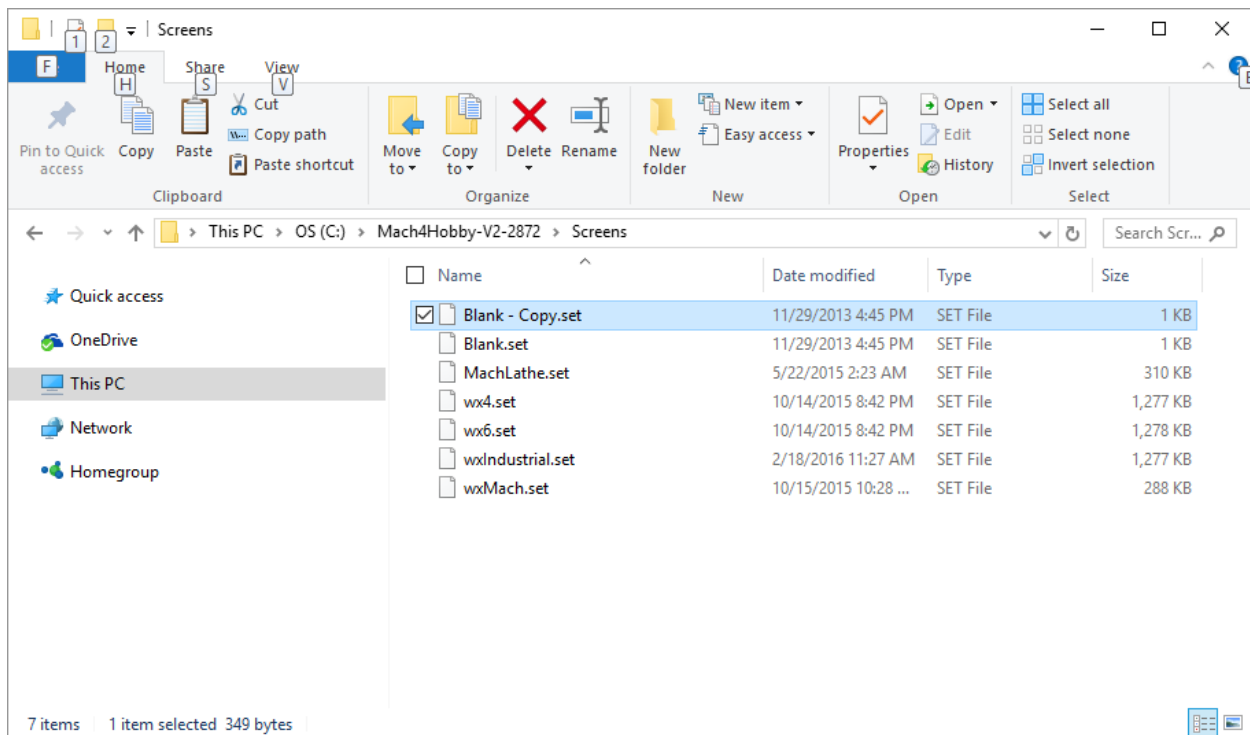 Screens
1 2
F Home Share View
H S V E
Cut
Copy path
Paste shortcut
Pin to Quick access
Copy
Paste
Clipboard
Move to
Copy to
Delete
Rename
Organize
New folder
New item
Easy access
New
Properties
Open
Edit
History
Open
Select all
Select none
Invert selection
Select
This PC > OS (C:) > Mach4Hobby-V2-2872 > Screens
Search Scr...
Quick access
OneDrive
This PC
Network
Homegroup
Name Date modified Type Size
Blank - Copy.set 11/29/2013 4:45 PM SET File 1 KB
Blank.set 11/29/2013 4:45 PM SET File 1 KB
MachLathe.set 5/22/2015 2:23 AM SET File 310 KB
wx4.set 10/14/2015 8:42 PM SET File 1,277 KB
wx6.set 10/14/2015 8:42 PM SET File 1,278 KB
wxIndustrial.set 2/18/2016 11:27 AM SET File 1,277 KB
wxMach.set 10/15/2015 10:28 ... SET File 288 KB
7 items 1 item selected 349 bytes